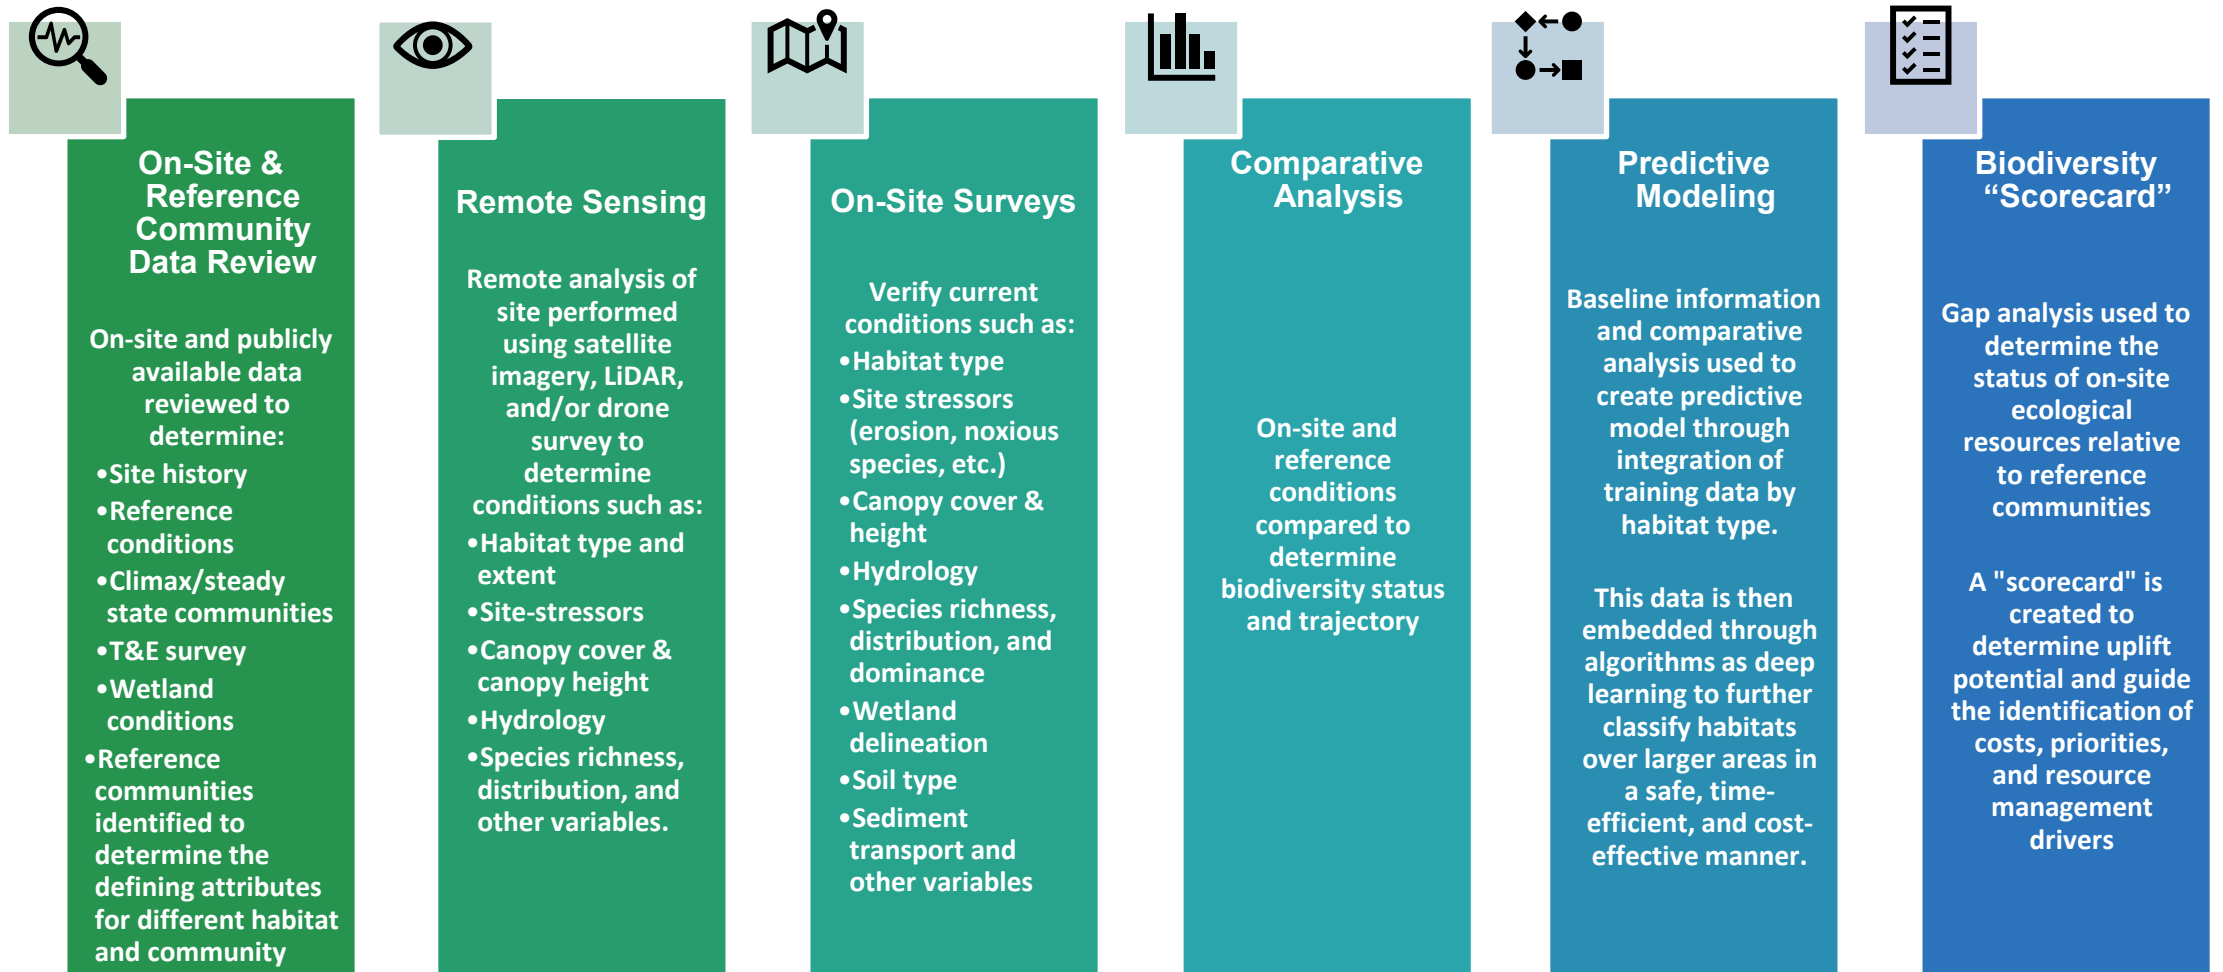 On-Site &
Reference
Community
Data Review
On-site and publicly
available data
reviewed to
determine:
•Site history
•Reference
conditions
•Climax/steady
state communities
•T&E survey
•Wetland
conditions
•Reference
communities
identified to
determine the
defining attributes
for different habitat
and community
Remote Sensing
Remote analysis of
site performed
using satellite
imagery, LiDAR,
and/or drone
survey to
determine
conditions such as:
•Habitat type and
extent
•Site-stressors
•Canopy cover &
canopy height
•Hydrology
•Species richness,
distribution, and
other variables.
On-Site Surveys
Verify current
conditions such as:
•Habitat type
•Site stressors
(erosion, noxious
species, etc.)
•Canopy cover &
height
•Hydrology
•Species richness,
distribution, and
dominance
•Wetland
delineation
•Soil type
•Sediment
transport and
other variables
Comparative
Analysis
On-site and
reference
conditions
compared to
determine
biodiversity status
and trajectory
Predictive
Modeling
Baseline information
and comparative
analysis used to
create predictive
model through
integration of
training data by
habitat type.
This data is then
embedded through
algorithms as deep
learning to further
classify habitats
over larger areas in
a safe, time-
efficient, and cost-
effective manner.
Biodiversity
“Scorecard”
Gap analysis used to
determine the
status of on-site
ecological
resources relative
to reference
communities
A "scorecard" is
created to
determine uplift
potential and guide
the identification of
costs, priorities,
and resource
management
drivers